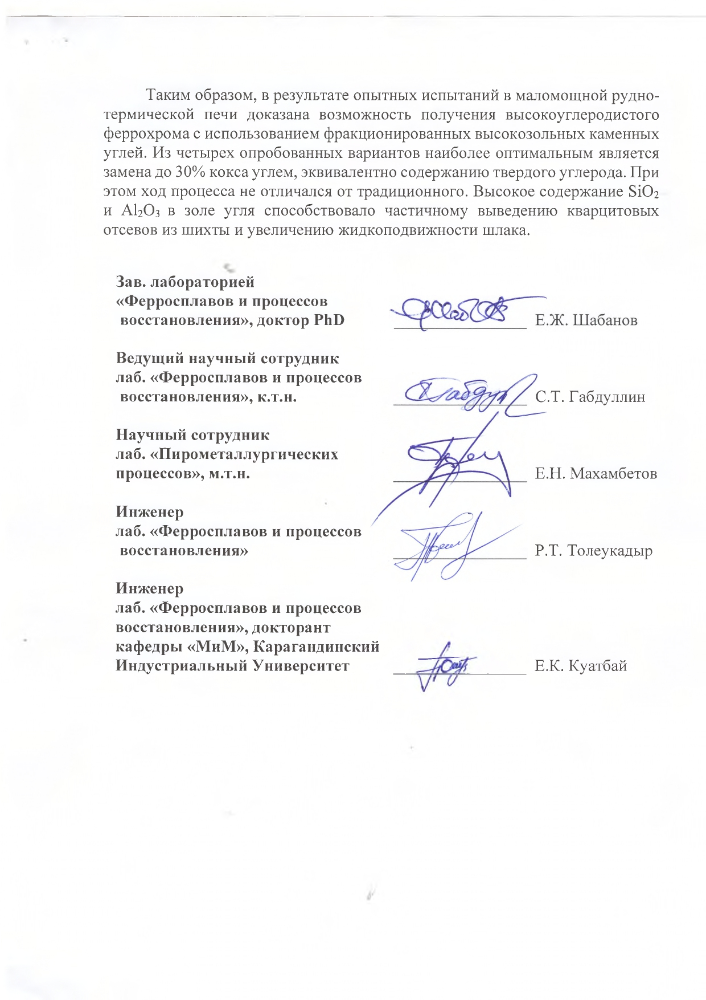 Таким образом, в результате опытных испытаний в маломощной рудно-
термической печи доказана возможность получения высокоуглеродистого
феррохрома с использованием фракционированных высокозольных каменных
углей. Из четырех опробованных вариантов наиболее оптимальным является
замена до 30% кокса углем, эквивалентно содержанию твердого углерода. При
этом ход процесса не отличался от традиционного. Высокое содержание SiO₂
и Al₂O₃ в золе угля способствовало частичному выведению кварцитовых
отсевов из шихты и увеличению жидкоподвижности шлака.
Зав. лабораторией
«Ферросплавов и процессов
восстановления», доктор PhD Е.Ж. Шабанов
Ведущий научный сотрудник
лаб. «Ферросплавов и процессов
восстановления», к.т.н. С.Т. Габдуллин
Научный сотрудник
лаб. «Пирометаллургических
процессов», м.т.н. Е.Н. Махамбетов
Инженер
лаб. «Ферросплавов и процессов
восстановления» Р.Т. Толеукадыр
Инженер
лаб. «Ферросплавов и процессов
восстановления», докторант
кафедры «МиМ», Карагандинский
Индустриальный Университет Е.К. Куатбай